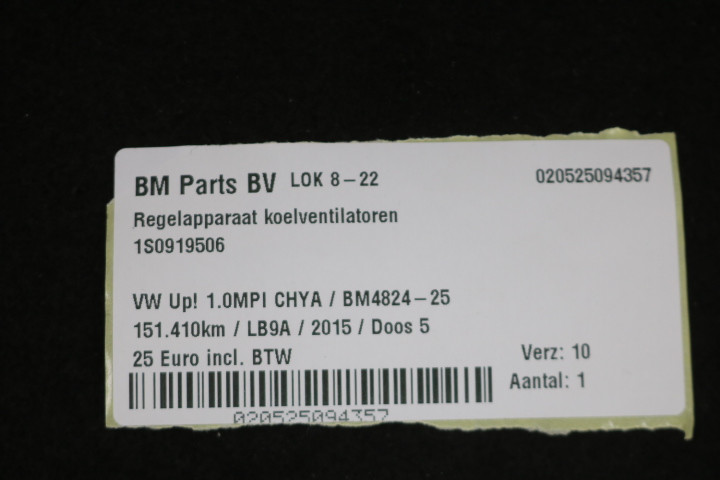 BM Parts BV LOK 8-22 020525094357
Regelapparaat koelventilatoren
1S0919506
VW Up! 1.0MPI CHYA / BM4824-25
151.410km / LB9A / 2015 / Doos 5
25 Euro incl. BTW Verz: 10
Aantal: 1
020525094357